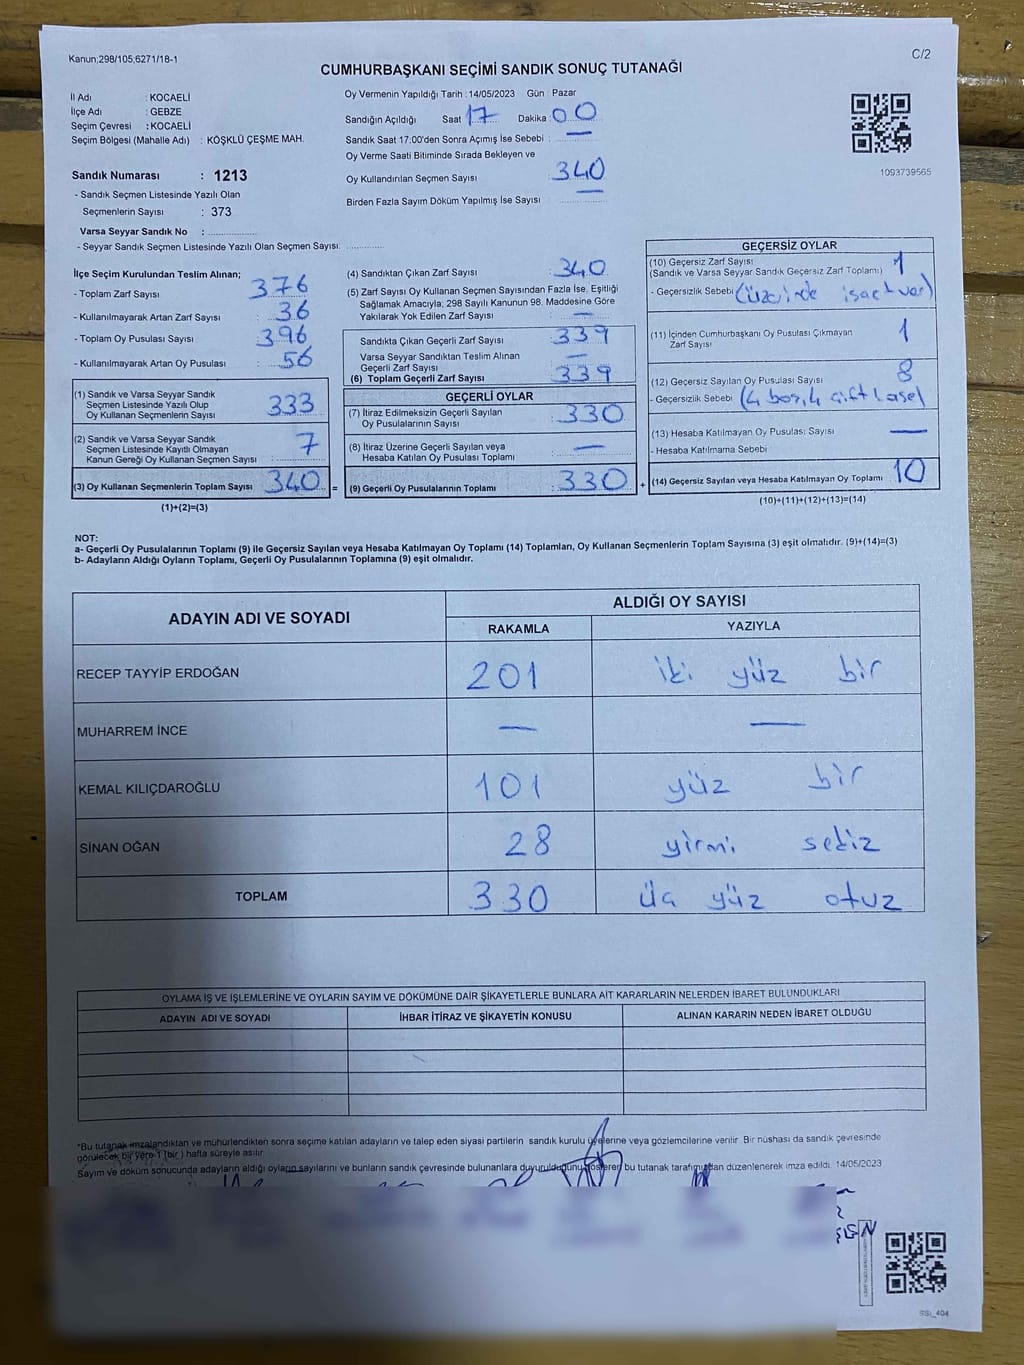 Kanun;298/105;6271/18-1
C/2
CUMHURBAŞKANI SEÇİMİ SANDIK SONUÇ TUTANAĞI
İl Adı : KOCAELİ
İlçe Adı : GEBZE
Seçim Çevresi : KOCAELİ
Seçim Bölgesi (Mahalle Adı) : KÖŞKLÜ ÇEŞME MAH.
Sandık Numarası : 1213
- Sandık Seçmen Listesinde Yazılı Olan
Seçmenlerin Sayısı : 373
Varsa Seyyar Sandık No :
- Seyyar Sandık Seçmen Listesinde Yazılı Olan Seçmen Sayısı:
Oy Vermenin Yapıldığı Tarih :14/05/2023 Gün : Pazar
Sandığın Açıldığı Saat 17 Dakika : 00
Sandık Saat 17:00'den Sonra Açımış İse Sebebi : —
Oy Verme Saati Bitiminde Sırada Bekleyen ve
Oy Kullandırılan Seçmen Sayısı : 340
Birden Fazla Sayım Döküm Yapılmış İse Sayısı —
1093739565
İlçe Seçim Kurulundan Teslim Alınan;
- Toplam Zarf Sayısı : 376
- Kullanılmayarak Artan Zarf Sayısı : 36
- Toplam Oy Pusulası Sayısı : 396
- Kullanılmayarak Artan Oy Pusulası : 56
(1) Sandık ve Varsa Seyyar Sandık
Seçmen Listesinde Yazılı Olup
Oy Kullanan Seçmenlerin Sayısı : 333
(2) Sandık ve Varsa Seyyar Sandık
Seçmen Listesinde Kayıtlı Olmayan
Kanun Gereği Oy Kullanan Seçmen Sayısı : 7
(3) Oy Kullanan Seçmenlerin Toplam Sayısı : 340 =
(1)+(2)=(3)
(4) Sandıktan Çıkan Zarf Sayısı : 340
(5) Zarf Sayısı Oy Kullanan Seçmen Sayısından Fazla İse, Eşitliği
Sağlamak Amacıyla; 298 Sayılı Kanunun 98. Maddesine Göre
Yakılarak Yok Edilen Zarf Sayısı : —
Sandıkta Çıkan Geçerli Zarf Sayısı : 339
Varsa Seyyar Sandıktan Teslim Alınan
Geçerli Zarf Sayısı : —
(6) Toplam Geçerli Zarf Sayısı : 339
GEÇERLİ OYLAR
(7) İtiraz Edilmeksizin Geçerli Sayılan
Oy Pusulalarının Sayısı : 330
(8) İtiraz Üzerine Geçerli Sayılan veya
Hesaba Katılan Oy Pusulası Toplamı : —
(9) Geçerli Oy Pusulalarının Toplamı : 330 +
GEÇERSİZ OYLAR
(10) Geçersiz Zarf Sayısı
(Sandık ve Varsa Seyyar Sandık Geçersiz Zarf Toplamı) 1
- Geçersizlik Sebebi (üzerinde işaet var)
(11) İçinden Cumhurbaşkanı Oy Pusulası Çıkmayan
Zarf Sayısı 1
(12) Geçersiz Sayılan Oy Pusulası Sayısı 8
- Geçersizlik Sebebi (4 boş, 4 çift kaşe)
(13) Hesaba Katılmayan Oy Pusulası Sayısı —
- Hesaba Katılmama Sebebi
(14) Geçersiz Sayılan veya Hesaba Katılmayan Oy Toplamı 10
(10)+(11)+(12)+(13)=(14)
NOT:
a- Geçerli Oy Pusulalarının Toplamı (9) ile Geçersiz Sayılan veya Hesaba Katılmayan Oy Toplamı (14) Toplamları, Oy Kullanan Seçmenlerin Toplam Sayısına (3) eşit olmalıdır. (9)+(14)=(3)
b- Adayların Aldığı Oyların Toplamı, Geçerli Oy Pusulalarının Toplamına (9) eşit olmalıdır.
ADAYIN ADI VE SOYADI ALDIĞI OY SAYISI
RAKAMLA YAZIYLA
RECEP TAYYİP ERDOĞAN 201 iki yüz bir
MUHARREM İNCE — —
KEMAL KILIÇDAROĞLU 101 yüz bir
SİNAN OĞAN 28 yirmi sekiz
TOPLAM 330 üç yüz otuz
OYLAMA İŞ VE İŞLEMLERİNE VE OYLARIN SAYIM VE DÖKÜMÜNE DAİR ŞİKAYETLERLE BUNLARA AİT KARARLARIN NELERDEN İBARET BULUNDUKLARI
ADAYIN ADI VE SOYADI İHBAR İTİRAZ VE ŞİKAYETİN KONUSU ALINAN KARARIN NEDEN İBARET OLDUĞU
*Bu tutanak imzalandıktan ve mühürlendikten sonra seçime katılan adayların ve talep eden siyasi partilerin sandık kurulu üyelerine veya gözlemcilerine verilir. Bir nüshası da sandık çevresinde
görülecek bir yere 1 (bir) hafta süreyle asılır.
Sayım ve döküm sonucunda adayların aldığı oyların sayılarını ve bunların sandık çevresinde bulunanlara duyurulduğunu gösteren bu tutanak tarafımızdan düzenlenerek imza edildi. 14/05/2023
SSL_404